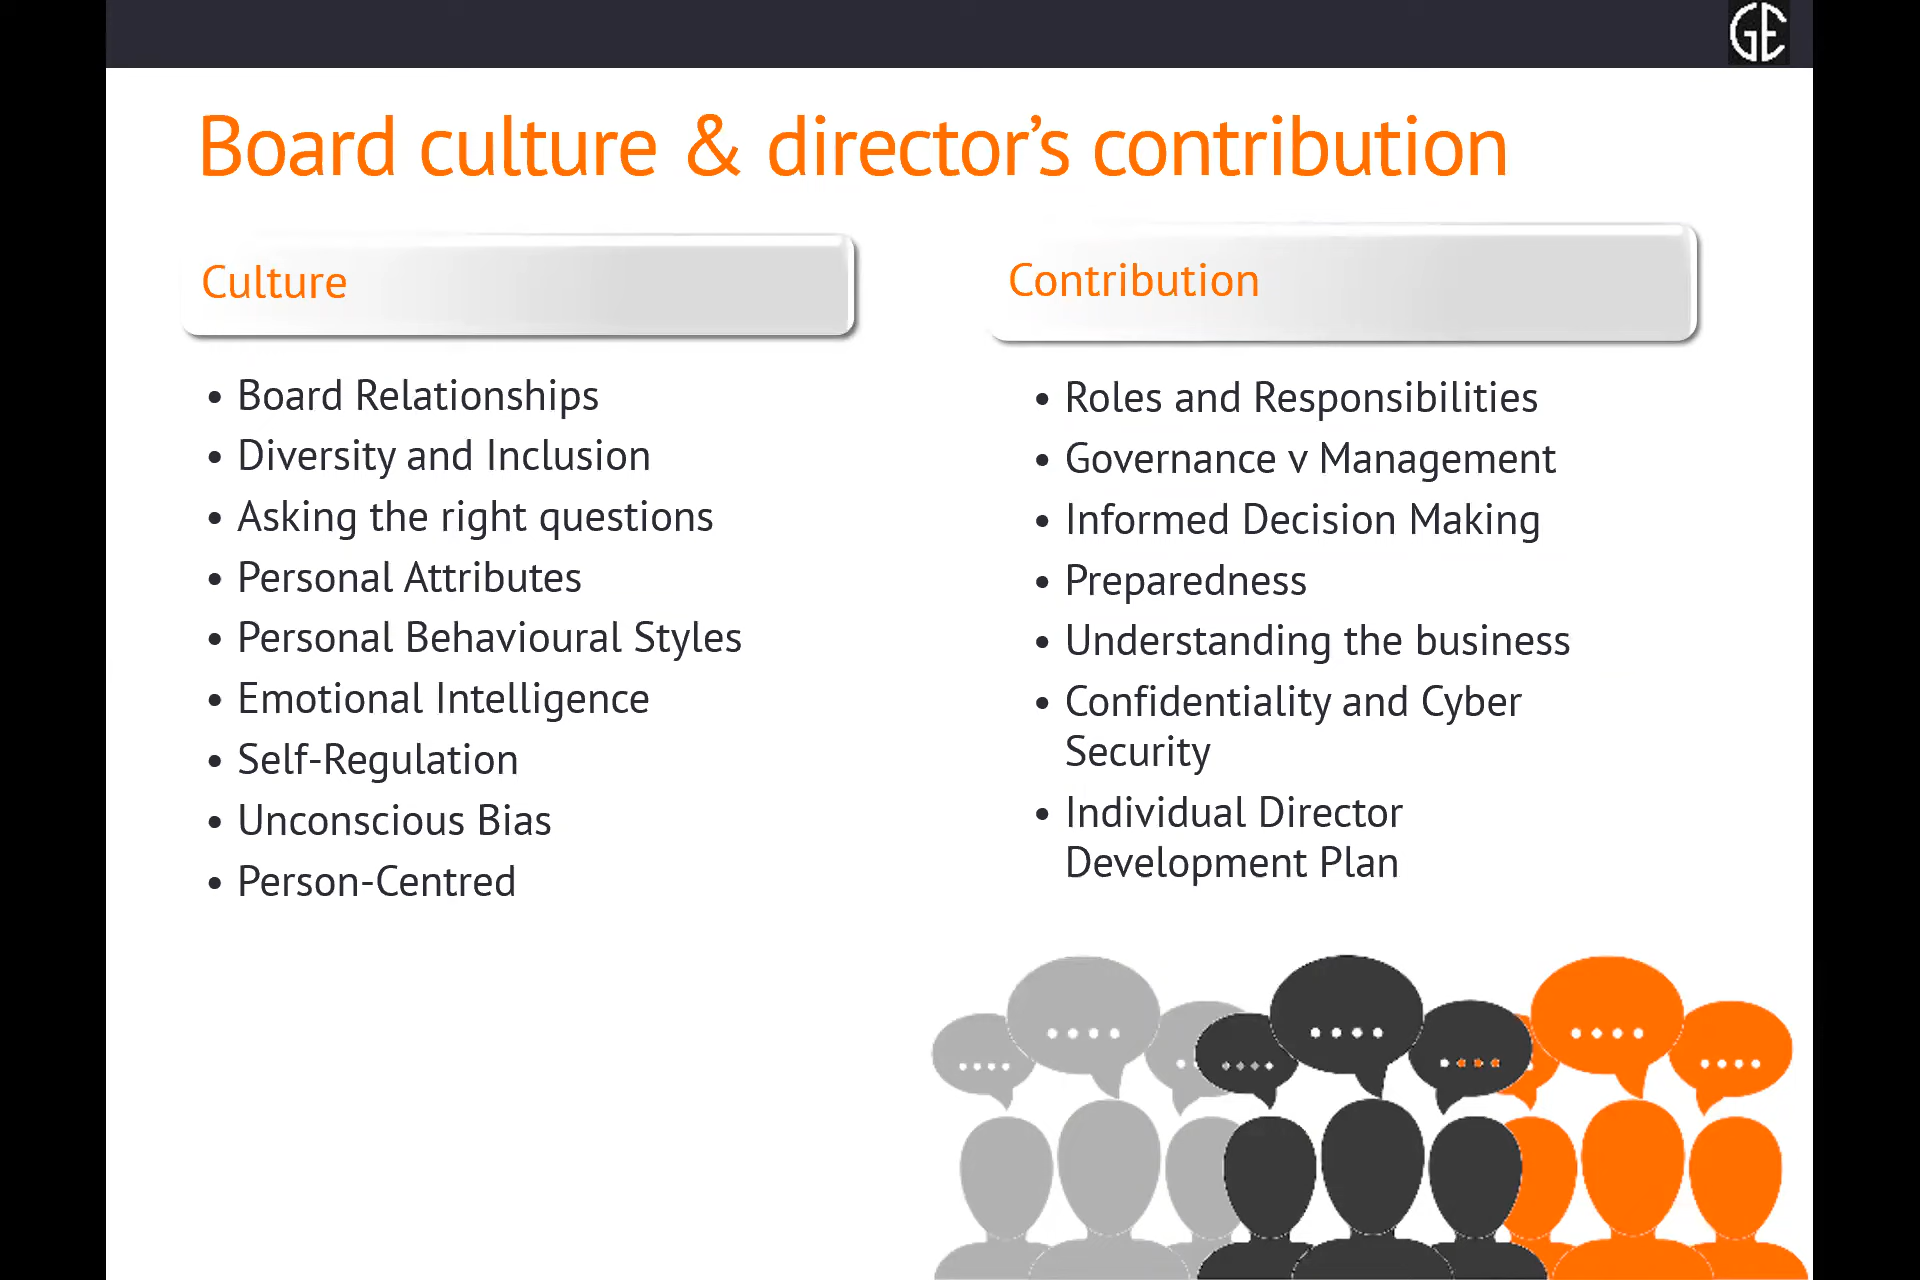 GE
Board culture & director’s contribution
Culture
• Board Relationships
• Diversity and Inclusion
• Asking the right questions
• Personal Attributes
• Personal Behavioural Styles
• Emotional Intelligence
• Self-Regulation
• Unconscious Bias
• Person-Centred
Contribution
• Roles and Responsibilities
• Governance v Management
• Informed Decision Making
• Preparedness
• Understanding the business
• Confidentiality and Cyber
Security
• Individual Director
Development Plan